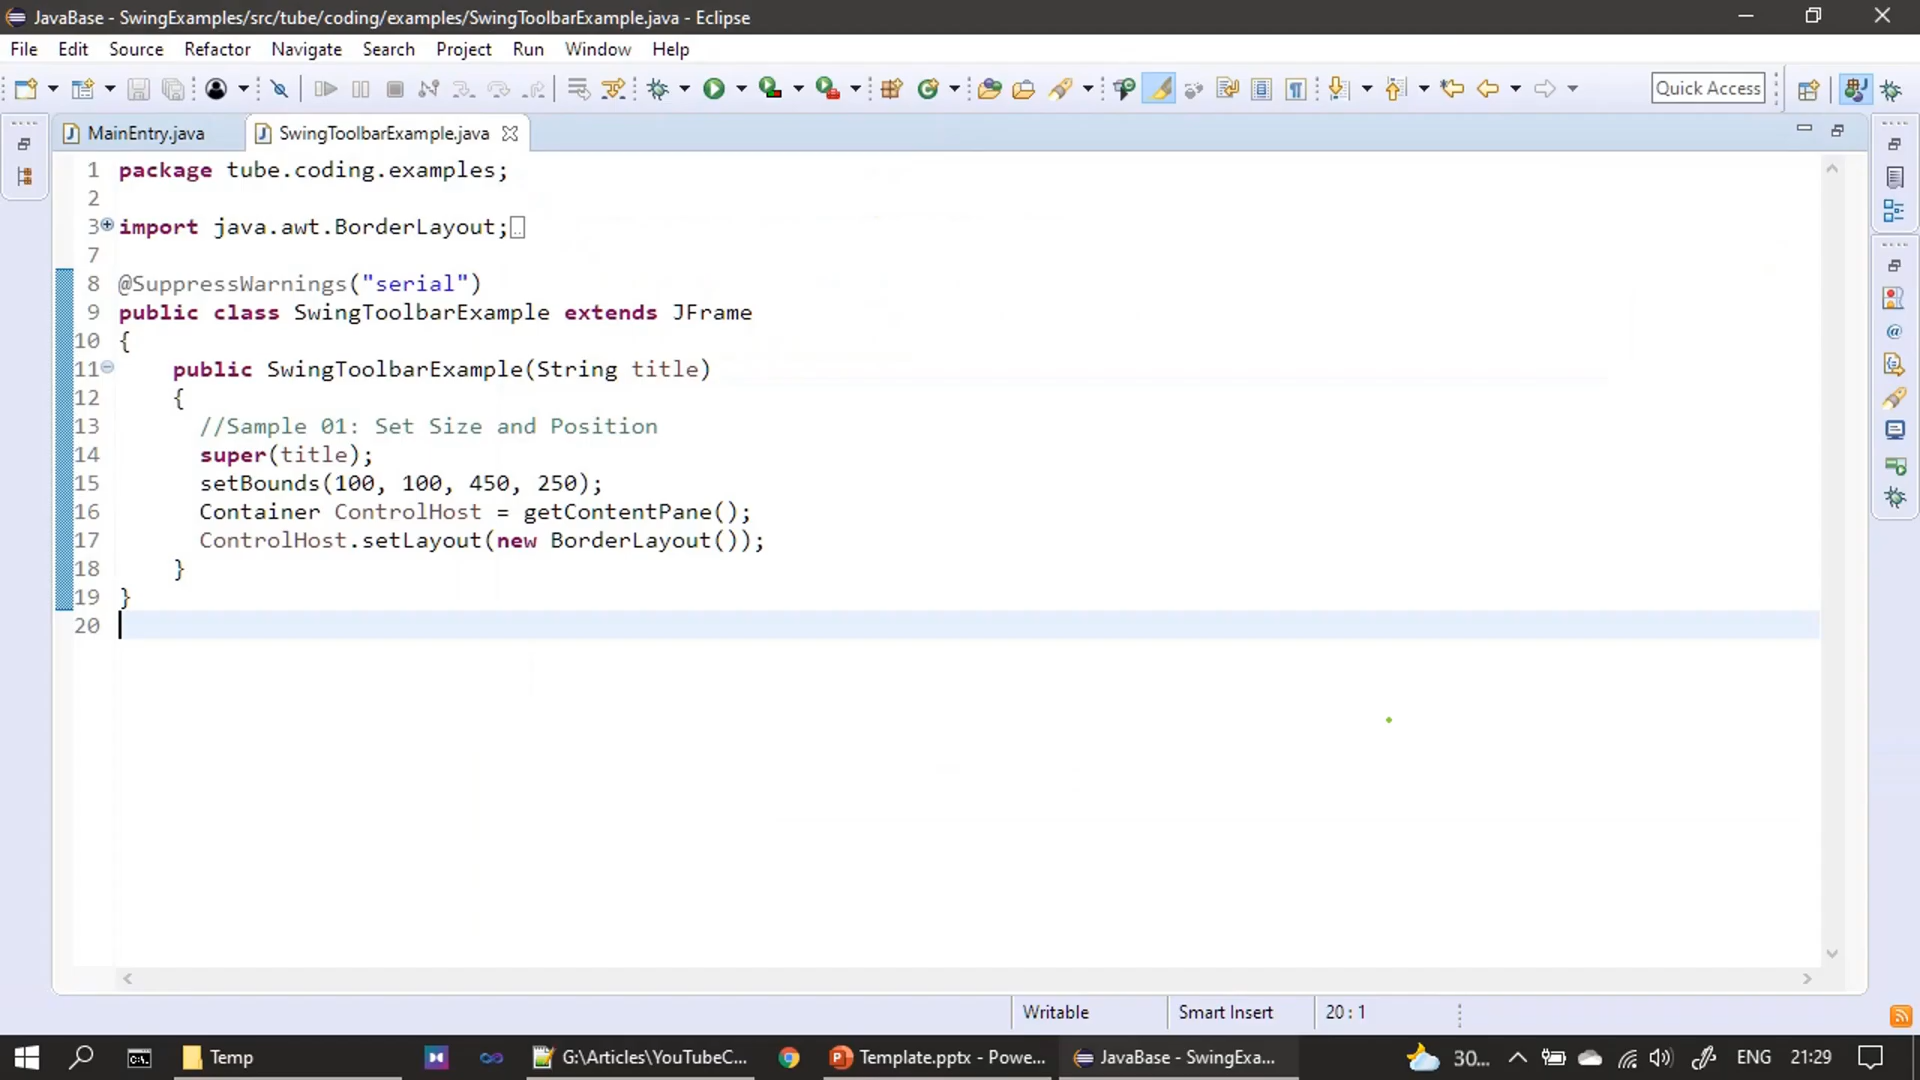 JavaBase - SwingExamples/src/tube/coding/examples/SwingToolbarExample.java - Eclipse
File Edit Source Refactor Navigate Search Project Run Window Help
Quick Access
MainEntry.java SwingToolbarExample.java
1 package tube.coding.examples;
2
3 import java.awt.BorderLayout;
7
8 @SuppressWarnings("serial")
9 public class SwingToolbarExample extends JFrame
10 {
11 public SwingToolbarExample(String title)
12 {
13 //Sample 01: Set Size and Position
14 super(title);
15 setBounds(100, 100, 450, 250);
16 Container ControlHost = getContentPane();
17 ControlHost.setLayout(new BorderLayout());
18 }
19 }
20
Writable Smart Insert 20 : 1
Temp G:\Articles\YouTubeC... Template.pptx - Powe... JavaBase - SwingExa... 30... ENG 21:29